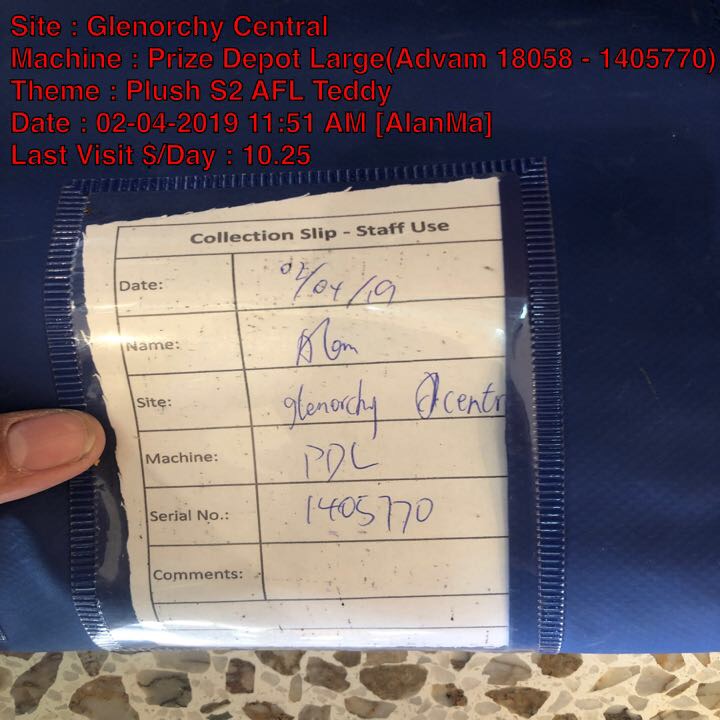 Site : Glenorchy Central
Machine : Prize Depot Large(Advam 18058 - 1405770)
Theme : Plush S2 AFL Teddy
Date : 02-04-2019 11:51 AM [AlanMa]
Last Visit $/Day : 10.25
Collection Slip - Staff Use
Date: 02/04/19
Name: Alan
Site: glenorchy centr
Machine: PDL
Serial No.: 1405770
Comments: